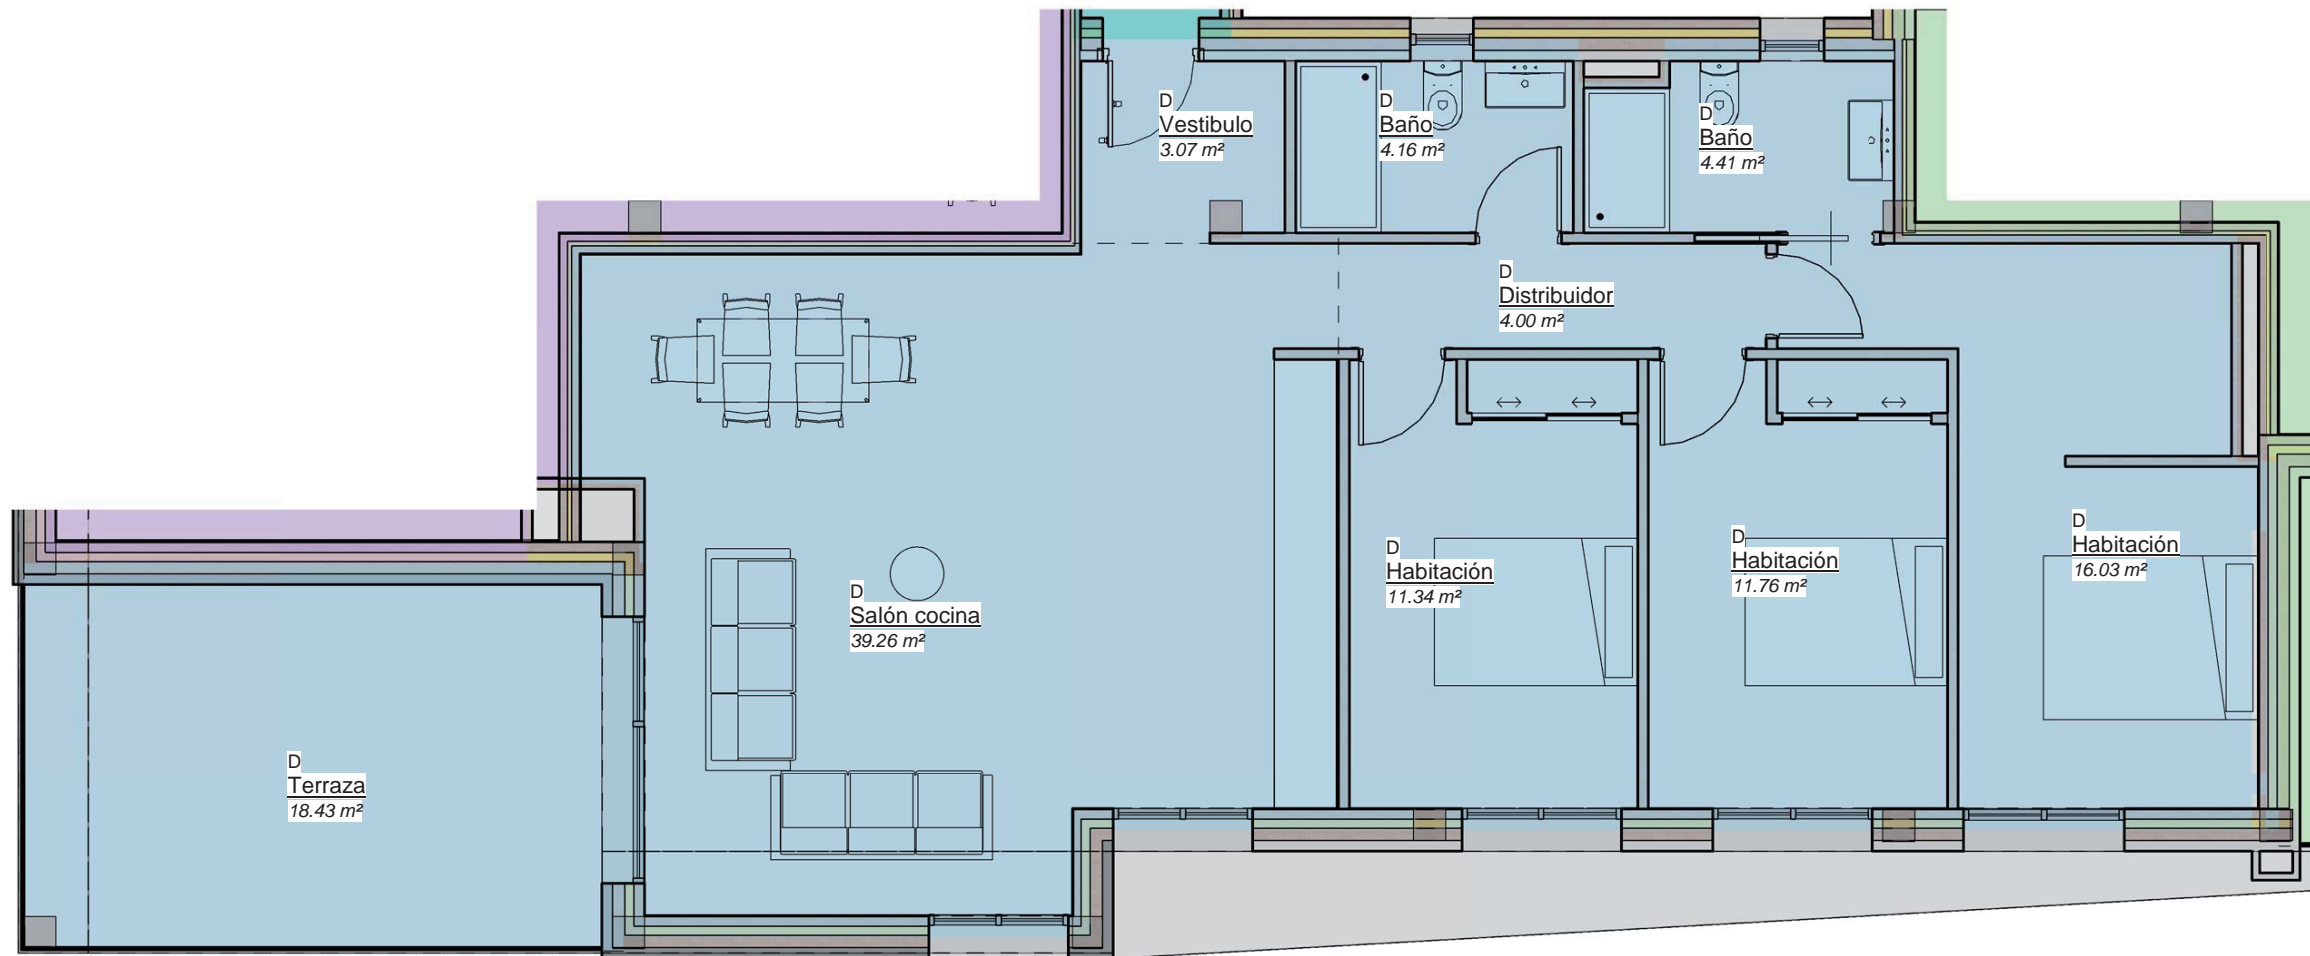 D
Vestibulo
3.07 m²
D
Baño
4.16 m²
D
Baño
4.41 m²
D
Distribuidor
4.00 m²
D
Salón cocina
39.26 m²
D
Habitación
11.34 m²
D
Habitación
11.76 m²
D
Habitación
16.03 m²
D
Terraza
18.43 m²